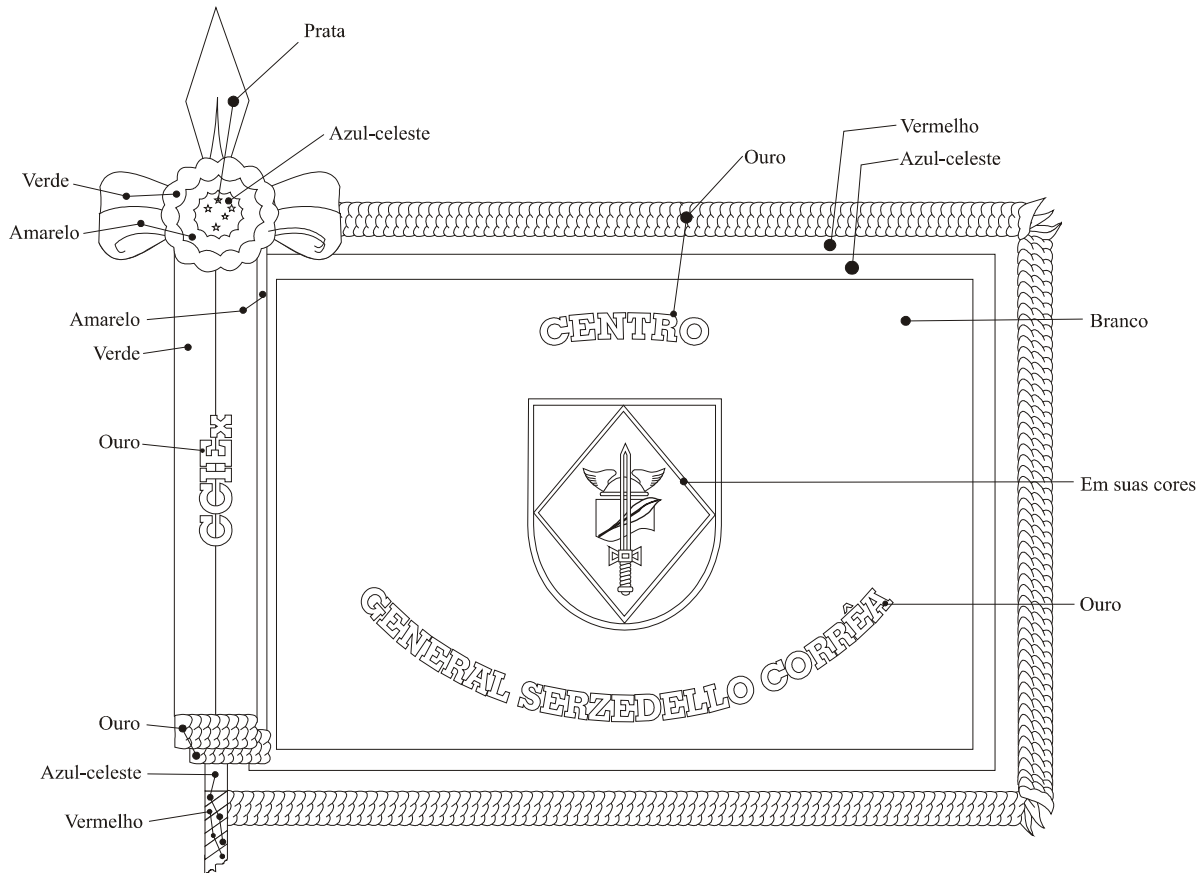 Prata
Vermelho
Azul-celeste
Ouro
Azul-celeste
Verde
Amarelo
Amarelo
CENTRO
Branco
Verde
Ouro
CCIEx
Em suas cores
Ouro
GENERAL SERZEDELLO CORRÊA
Ouro
Azul-celeste
Vermelho